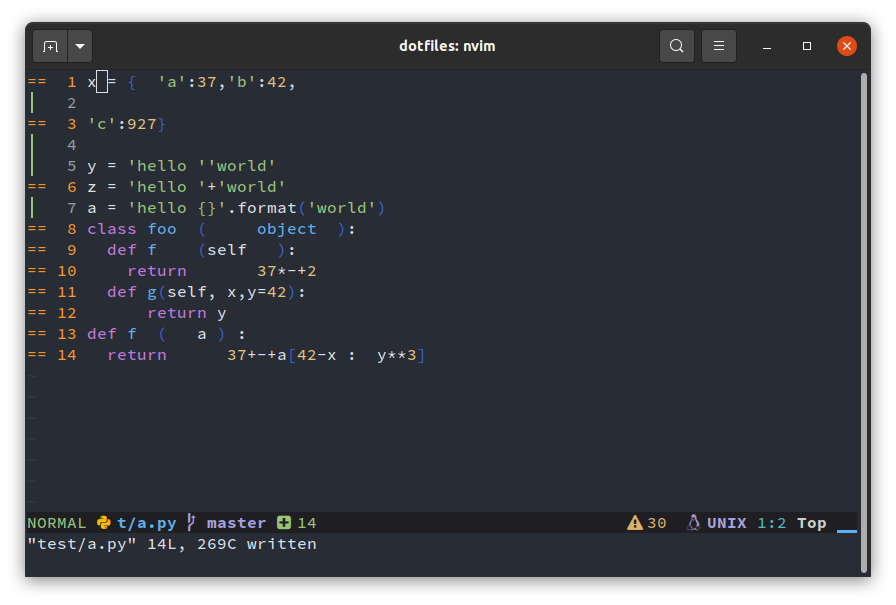 dotfiles: nvim
== 1 x = {  'a':37,'b':42,
2
== 3 'c':927}
4
5 y = 'hello ''world'
== 6 z = 'hello '+'world'
7 a = 'hello {}'.format('world')
== 8 class foo  (     object  ):
== 9   def f    (self   ):
== 10     return       37*-+2
== 11   def g(self, x,y=42):
== 12       return y
== 13 def f  (   a ) :
== 14   return      37+-+a[42-x :  y**3]
~
~
~
~
~
~
~
NORMAL t/a.py master 14 30 UNIX 1:2 Top
"test/a.py" 14L, 269C written